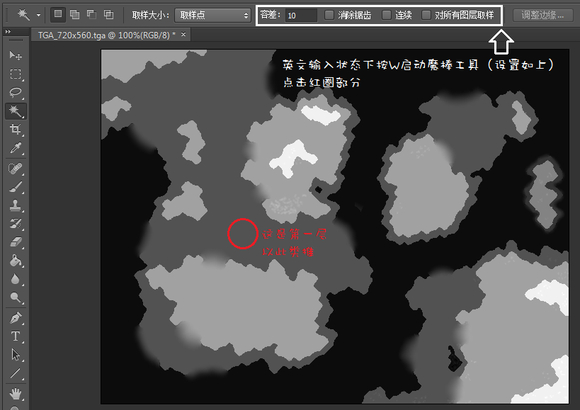 取样大小: 取样点 容差: 10 消除锯齿 连续 对所有图层取样 调整边缘...
TGA_720x560.tga @ 100%(RGB/8) * ×
英文输入状态下按W启动魔棒工具（设置如上）
点击红圈部分
这是第一层
以此类推